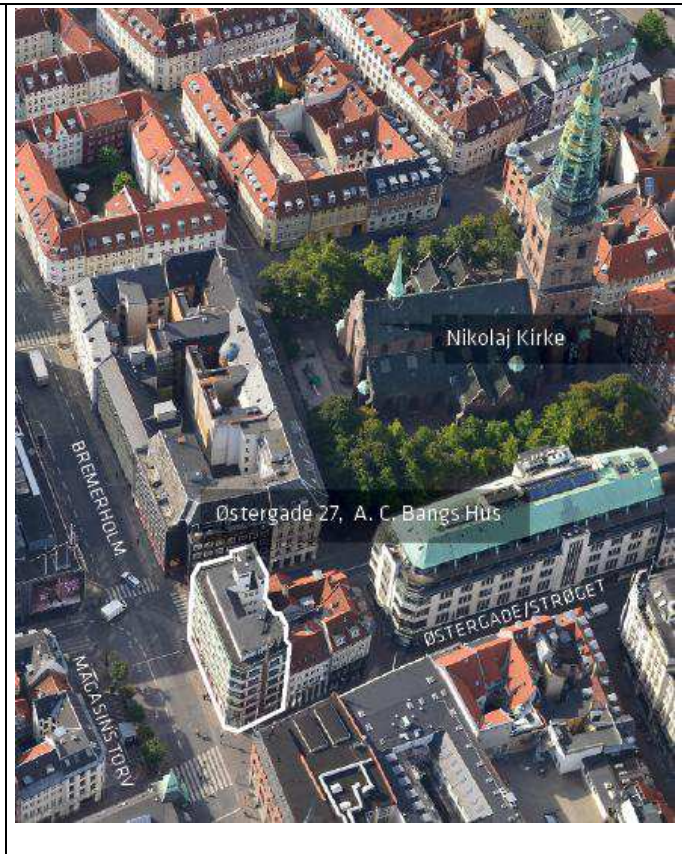 Nikolaj Kirke
BREMERHOLM
Østergade 27, A. C. Bangs Hus
ØSTERGADE/STRØGET
MAGASINS TORV